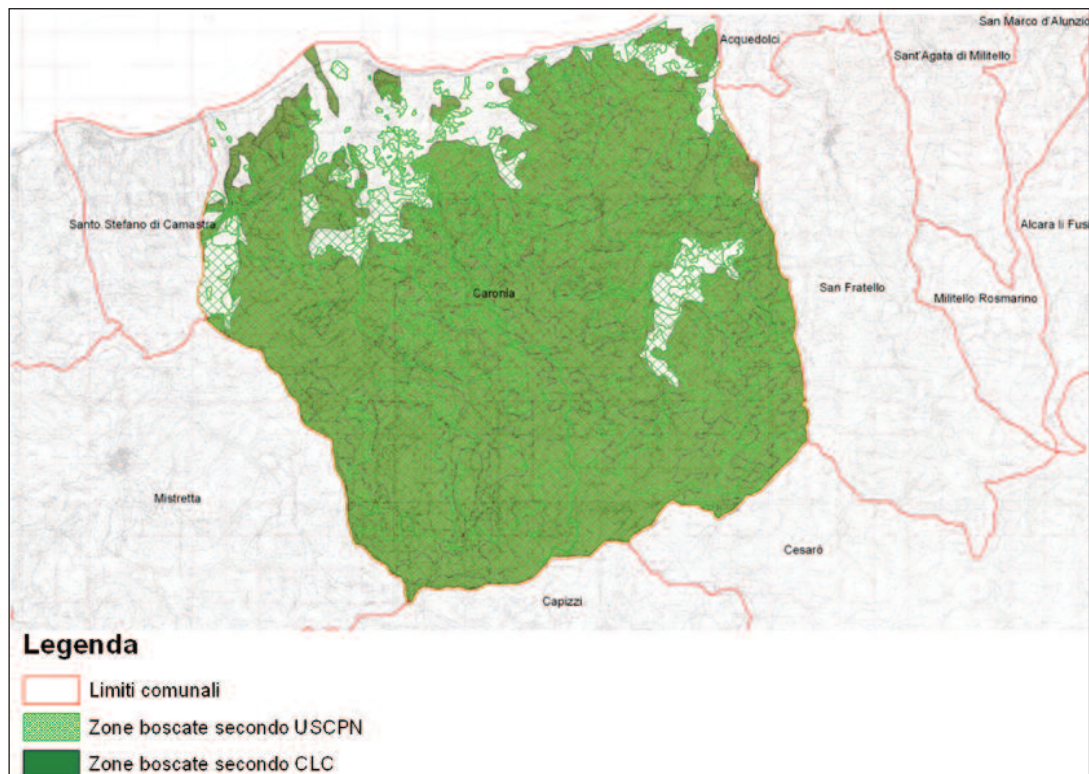 San Marco d'Alunzio
Acquedolci
Sant'Agata di Militello
Santo Stefano di Camastra
Alcara li Fusi
Caronia
San Fratello
Militello Rosmarino
Mistretta
Cesarò
Capizzi
Legenda
Limiti comunali
Zone boscate secondo USCPN
Zone boscate secondo CLC